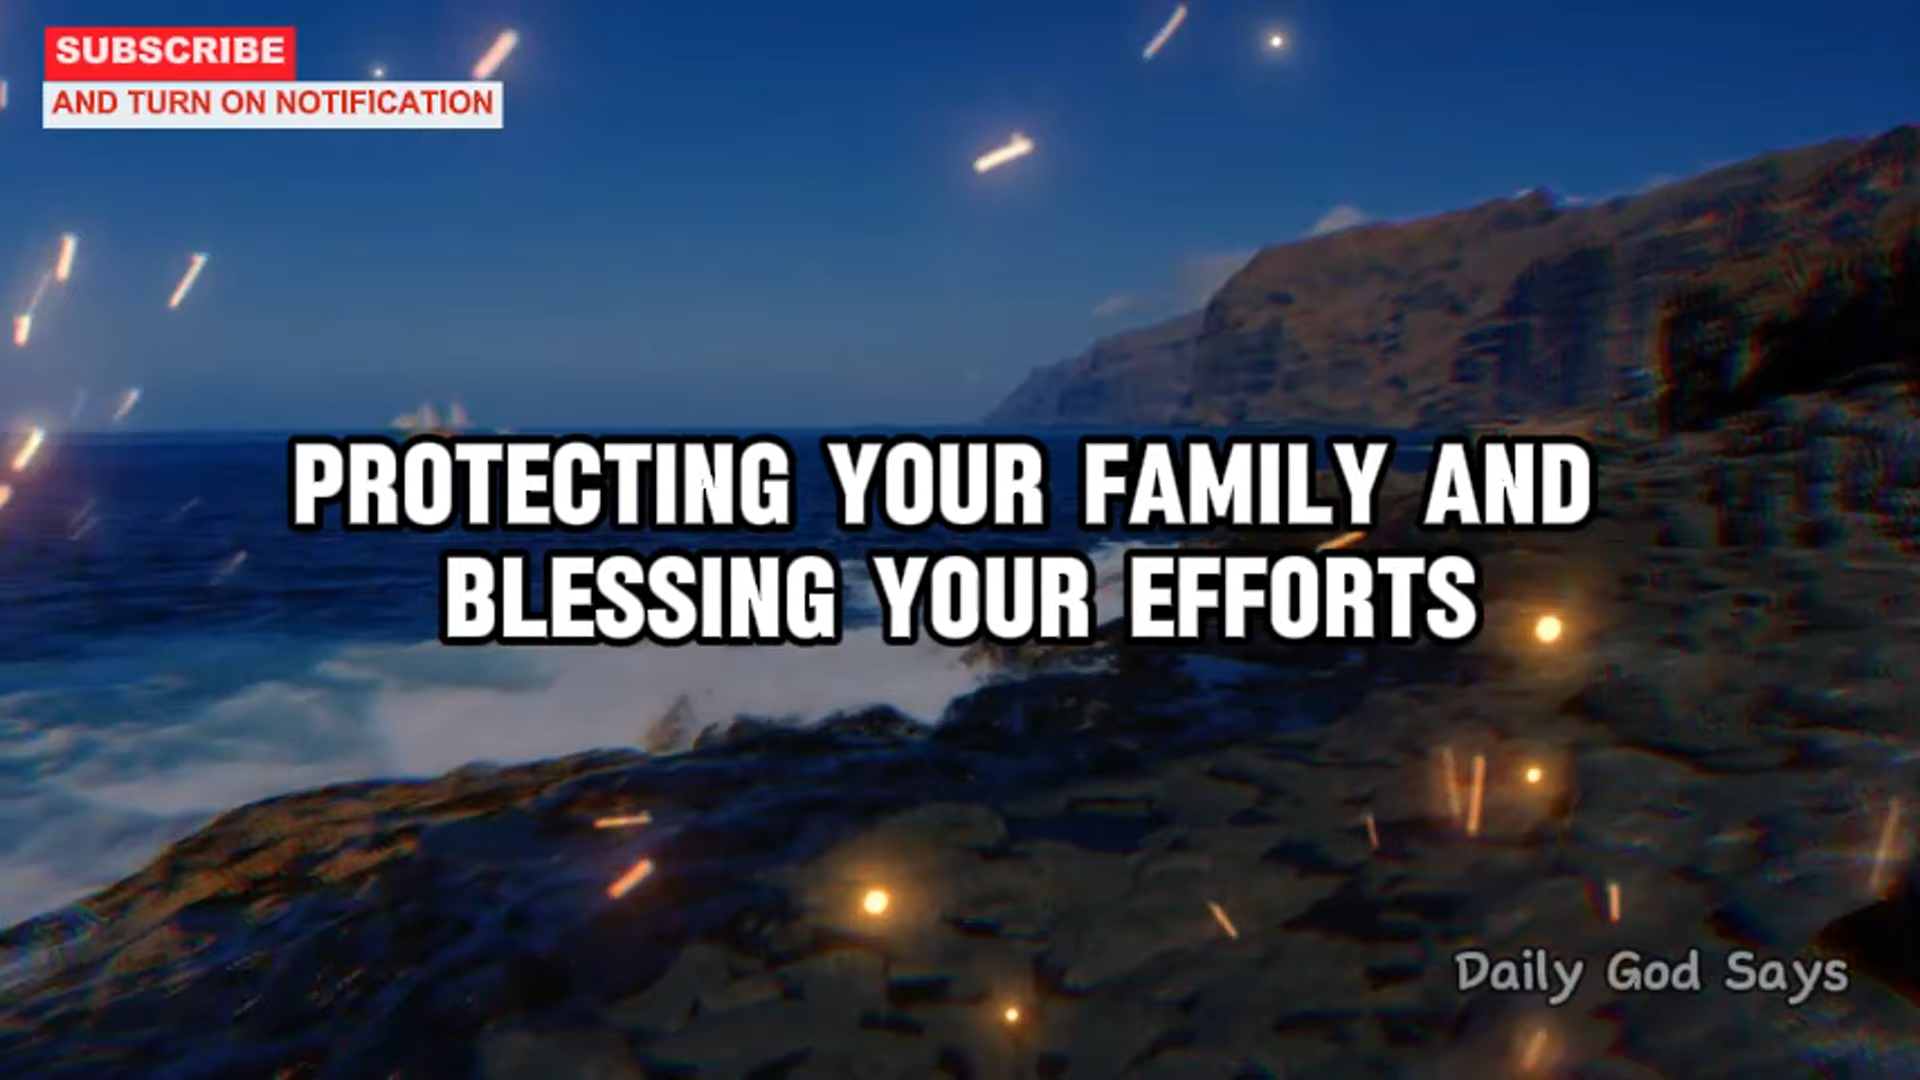 SUBSCRIBE
AND TURN ON NOTIFICATION
PROTECTING YOUR FAMILY AND
BLESSING YOUR EFFORTS
Daily God Says